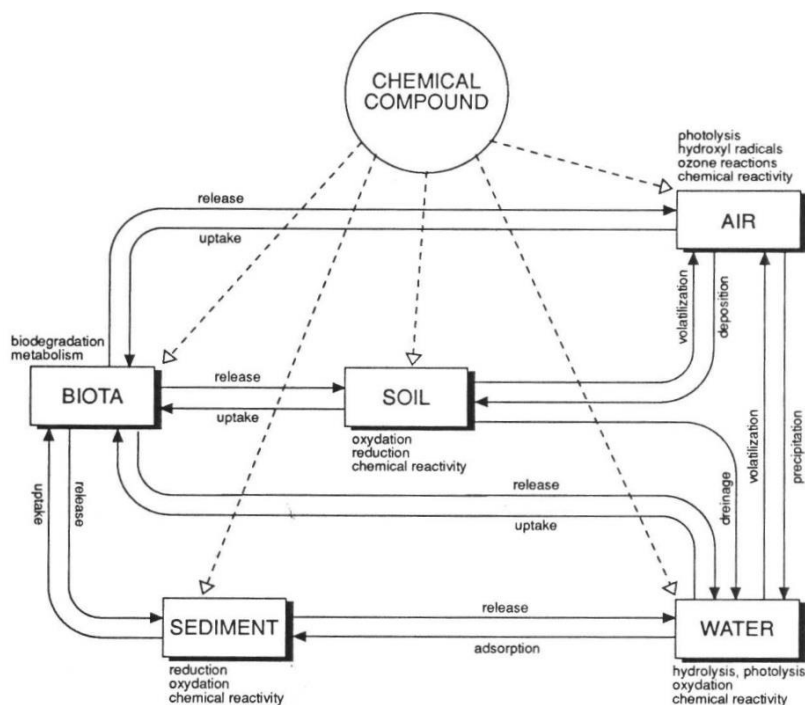 CHEMICAL
COMPOUND
photolysis
hydroxyl radicals
ozone reactions
chemical reactivity
AIR
release
uptake
volatilization
deposition
biodegradation
metabolism
BIOTA
release
uptake
SOIL
oxydation
reduction
chemical reactivity
volatilization
precipitation
drainage
uptake
release
release
uptake
SEDIMENT
release
adsorption
WATER
reduction
oxydation
chemical reactivity
hydrolysis, photolysis
oxydation
chemical reactivity